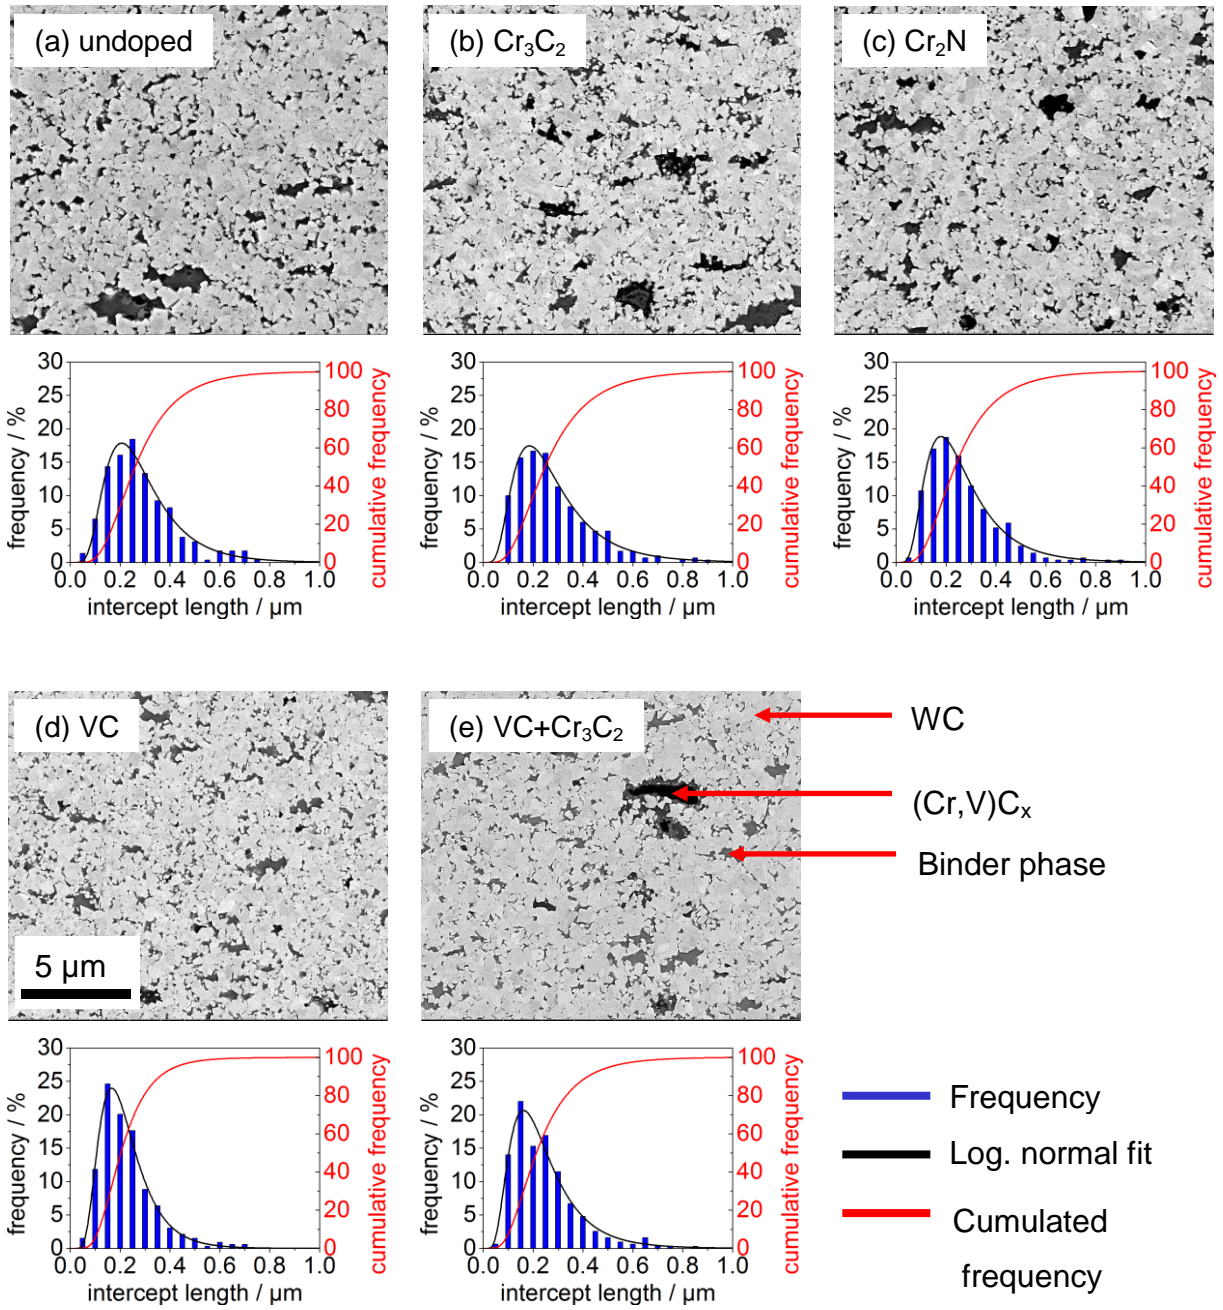 (a) undoped
(b) Cr₃C₂
(c) Cr₂N
30
25
20
15
10
5
0
frequency / %
100
80
60
40
20
0
cumulative frequency
0.0 0.2 0.4 0.6 0.8 1.0
intercept length / µm
30
25
20
15
10
5
0
frequency / %
100
80
60
40
20
0
cumulative frequency
0.0 0.2 0.4 0.6 0.8 1.0
intercept length / µm
30
25
20
15
10
5
0
frequency / %
100
80
60
40
20
0
cumulative frequency
0.0 0.2 0.4 0.6 0.8 1.0
intercept length / µm
(d) VC
5 µm
(e) VC+Cr₃C₂
WC
(Cr,V)Cₓ
Binder phase
30
25
20
15
10
5
0
frequency / %
100
80
60
40
20
0
cumulative frequency
0.0 0.2 0.4 0.6 0.8 1.0
intercept length / µm
30
25
20
15
10
5
0
frequency / %
100
80
60
40
20
0
cumulative frequency
0.0 0.2 0.4 0.6 0.8 1.0
intercept length / µm
Frequency
Log. normal fit
Cumulated
frequency